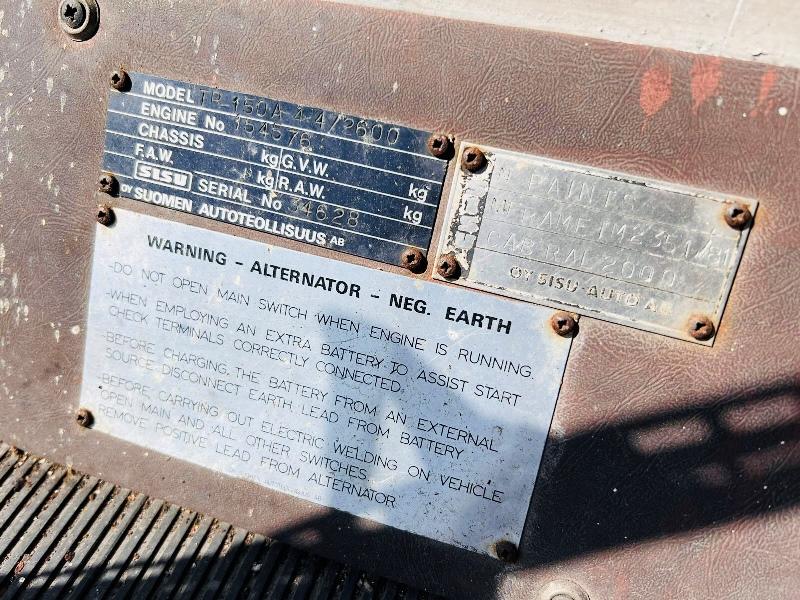 MODEL TR-150A 4-4/2600
ENGINE No 154576
CHASSIS
F.A.W. kg G.V.W. kg
kg R.A.W. kg
SISU SERIAL No 34628
OY SUOMEN AUTOTEOLLISUUS AB
PAINTS
FRAME TM2351/81
CAB RAL 2000
OY SISU-AUTO AB
WARNING - ALTERNATOR - NEG. EARTH
-DO NOT OPEN MAIN SWITCH WHEN ENGINE IS RUNNING.
-WHEN EMPLOYING AN EXTRA BATTERY TO ASSIST START
CHECK TERMINALS CORRECTLY CONNECTED.
-BEFORE CHARGING THE BATTERY FROM AN EXTERNAL
SOURCE DISCONNECT EARTH LEAD FROM BATTERY
-BEFORE CARRYING OUT ELECTRIC WELDING ON VEHICLE
OPEN MAIN AND ALL OTHER SWITCHES.
REMOVE POSITIVE LEAD FROM ALTERNATOR